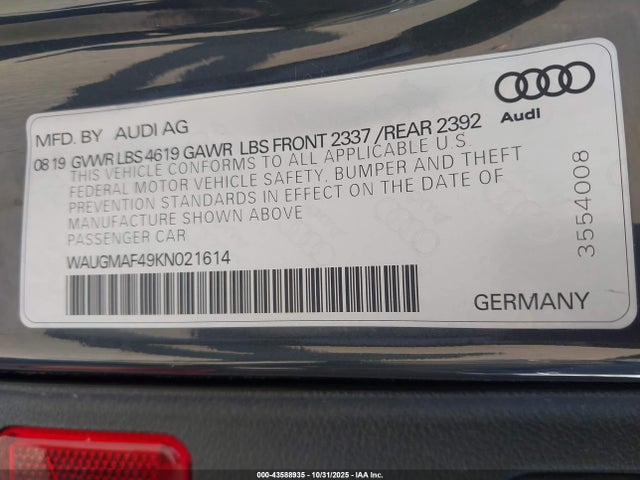 MFD. BY AUDI AG
Audi
08 19 GVWR LBS 4619 GAWR LBS FRONT 2337 /REAR 2392
THIS VEHICLE CONFORMS TO ALL APPLICABLE U.S.
FEDERAL MOTOR VEHICLE SAFETY, BUMPER AND THEFT
PREVENTION STANDARDS IN EFFECT ON THE DATE OF
MANUFACTURE SHOWN ABOVE
PASSENGER CAR
WAUGMAF49KN021614
3554008
GERMANY
000-43588935 - 10/31/2025 - IAAI, Inc.